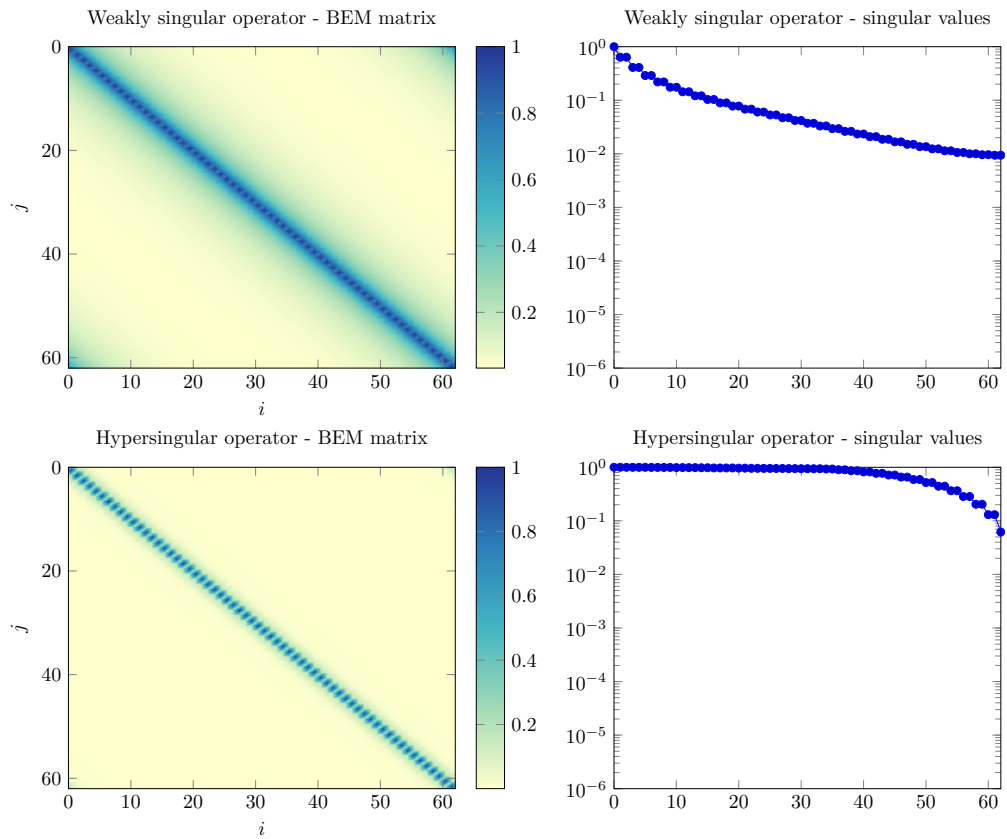 Weakly singular operator - BEM matrix
0
20
40
60
0 10 20 30 40 50 60
j
i
1
0.8
0.6
0.4
0.2
Weakly singular operator - singular values
10^0
10^-1
10^-2
10^-3
10^-4
10^-5
10^-6
0 10 20 30 40 50 60
Hypersingular operator - BEM matrix
0
20
40
60
0 10 20 30 40 50 60
j
i
1
0.8
0.6
0.4
0.2
Hypersingular operator - singular values
10^0
10^-1
10^-2
10^-3
10^-4
10^-5
10^-6
0 10 20 30 40 50 60